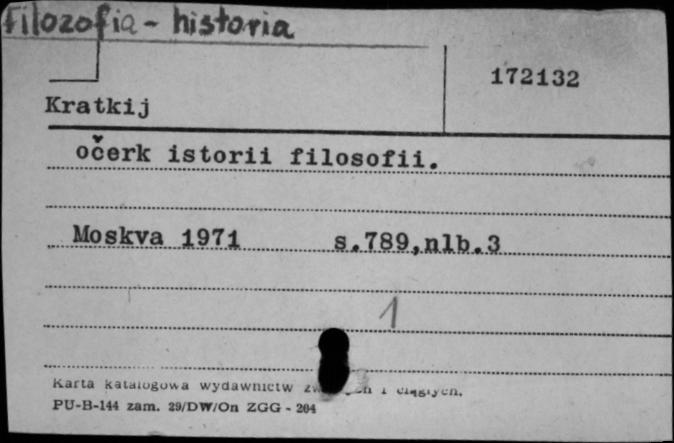 filozofia - historia
172132
Kratkij
očerk istorii filosofii.
Moskva 1971 s.789,nlb.3
1
Karta katalogowa wydawnictw i ciągłych.
PU-B-144 zam. 29/DW/On ZGG - 204